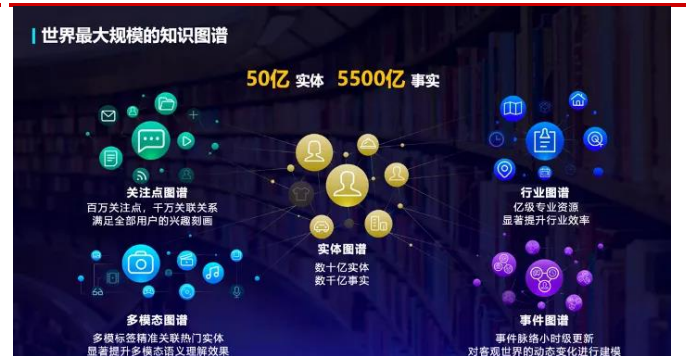 世界最大规模的知识图谱
50亿 实体 5500亿 事实
关注点图谱
百万关注点，千万关联关系
满足全部用户的兴趣刻画
实体图谱
数十亿实体
数千亿事实
行业图谱
亿级专业资源
显著提升行业效率
多模态图谱
多模标签精准关联热门实体
显著提升多模态语义理解效果
事件图谱
事件脉络小时级更新
对客观世界的动态变化进行建模